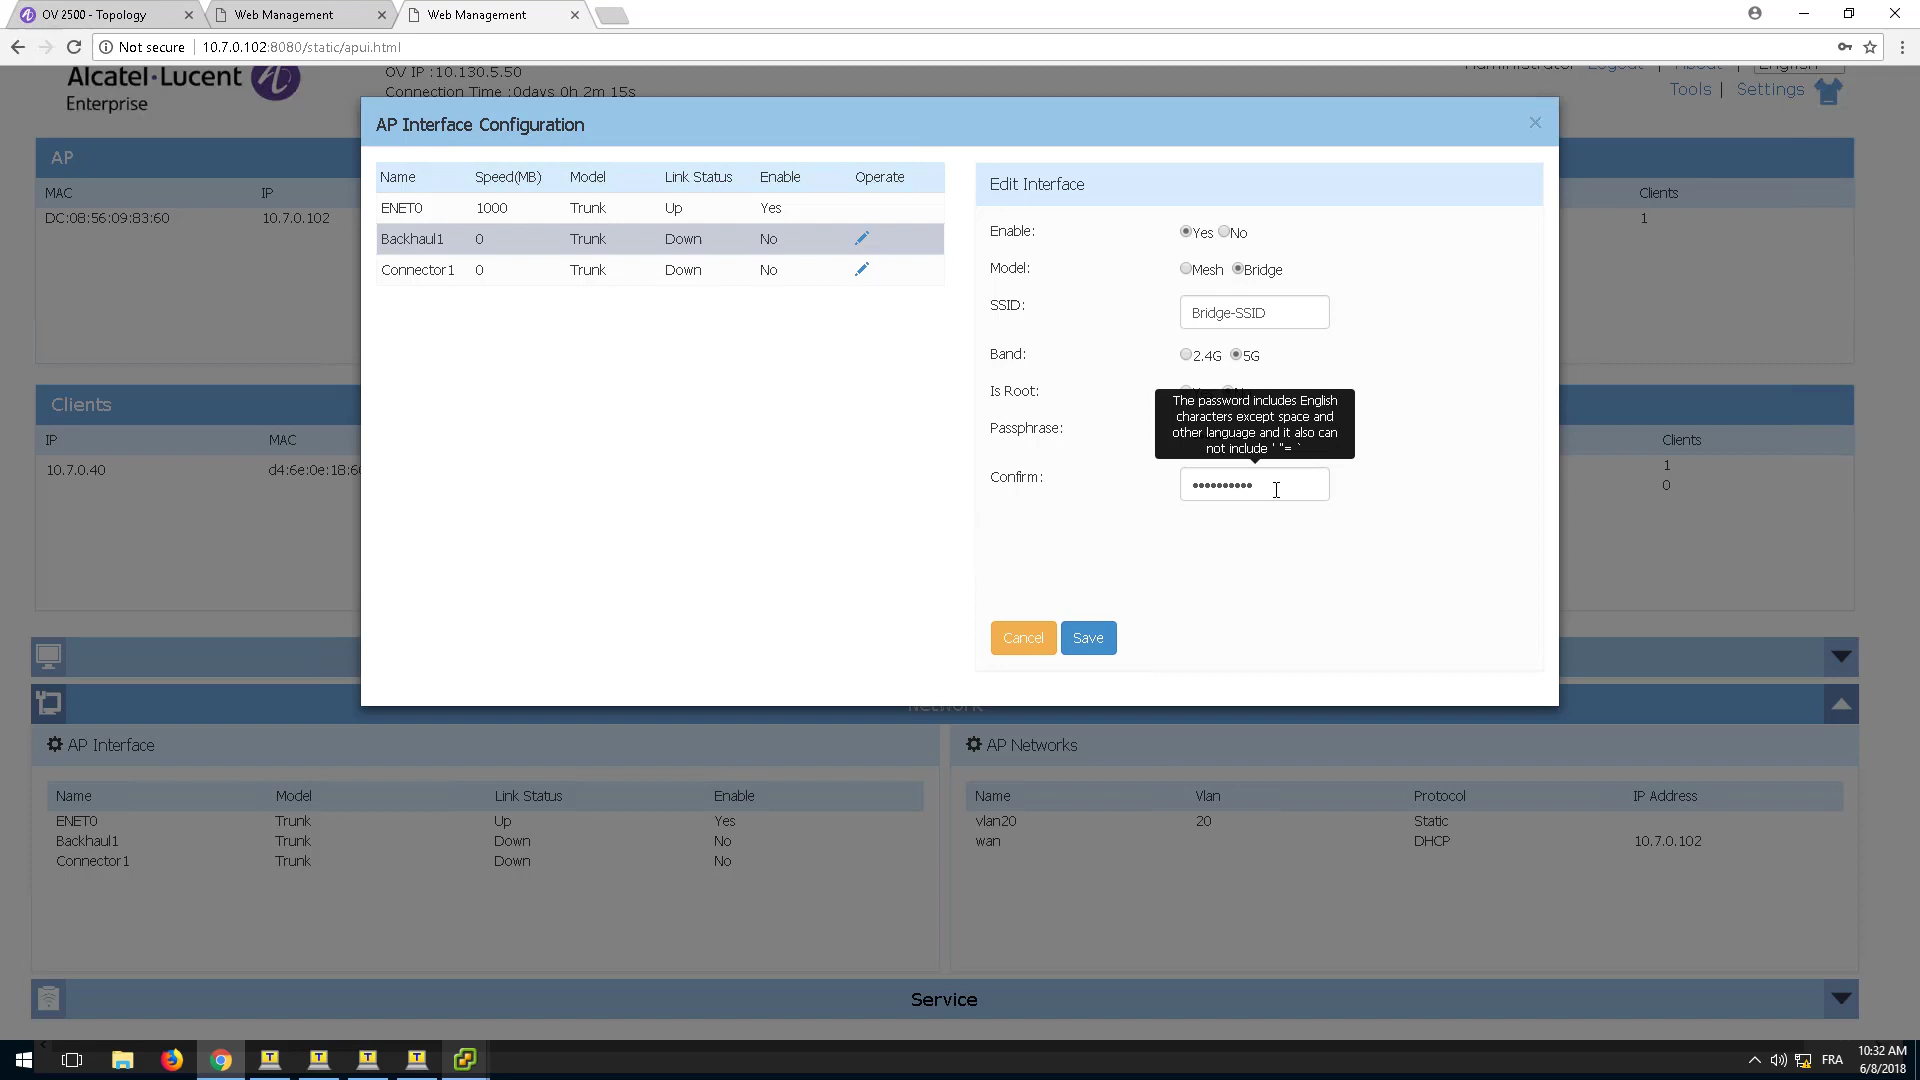 OV 2500 - Topology
Web Management
Web Management
Not secure
10.7.0.102:8080/static/apui.html
Alcatel·Lucent
Enterprise
OV IP :10.130.5.50
Connection Time :0days 0h 2m 15s
Administrator Logout | About | English
Tools | Settings
AP
MAC IP
DC:08:56:09:83:60 10.7.0.102
Clients
1
Clients
IP MAC
10.7.0.40 d4:6e:0e:18:6
Clients
1
0
AP Interface Configuration
Name Speed(MB) Model Link Status Enable Operate
ENET0 1000 Trunk Up Yes
Backhaul1 0 Trunk Down No
Connector1 0 Trunk Down No
Edit Interface
Enable: Yes No
Model: Mesh Bridge
SSID: Bridge-SSID
Band: 2.4G 5G
Is Root:
Passphrase:
The password includes English
characters except space and
other language and it also can
not include ' "= `
Confirm: ••••••••••
Cancel Save
Network
AP Interface
Name Model Link Status Enable
ENET0 Trunk Up Yes
Backhaul1 Trunk Down No
Connector1 Trunk Down No
AP Networks
Name Vlan Protocol IP Address
vlan20 20 Static
wan DHCP 10.7.0.102
Service
FRA
10:32 AM
6/8/2018